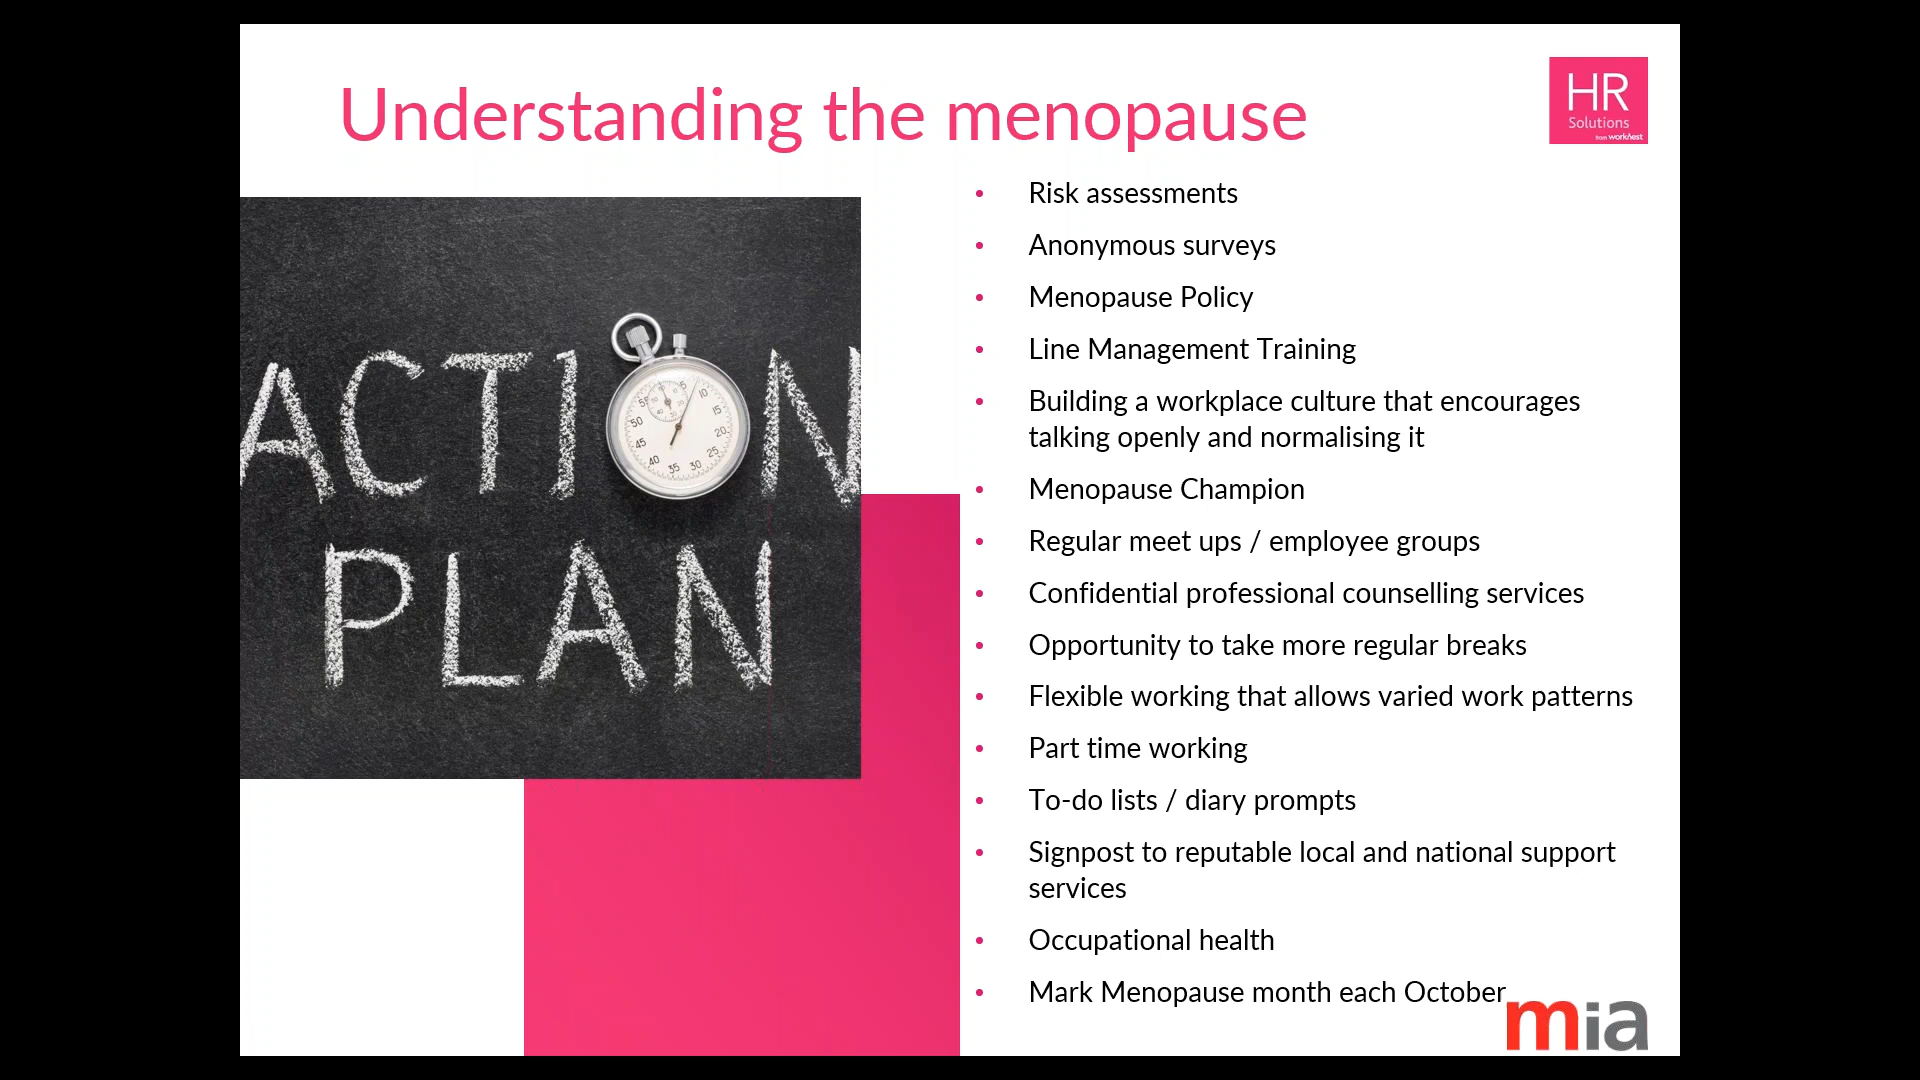 Understanding the menopause
HR
Solutions
from worknest
ACTION
PLAN
5
10
15
20
25
30
35
40
45
50
• Risk assessments
• Anonymous surveys
• Menopause Policy
• Line Management Training
• Building a workplace culture that encourages
talking openly and normalising it
• Menopause Champion
• Regular meet ups / employee groups
• Confidential professional counselling services
• Opportunity to take more regular breaks
• Flexible working that allows varied work patterns
• Part time working
• To-do lists / diary prompts
• Signpost to reputable local and national support
services
• Occupational health
• Mark Menopause month each October
mia